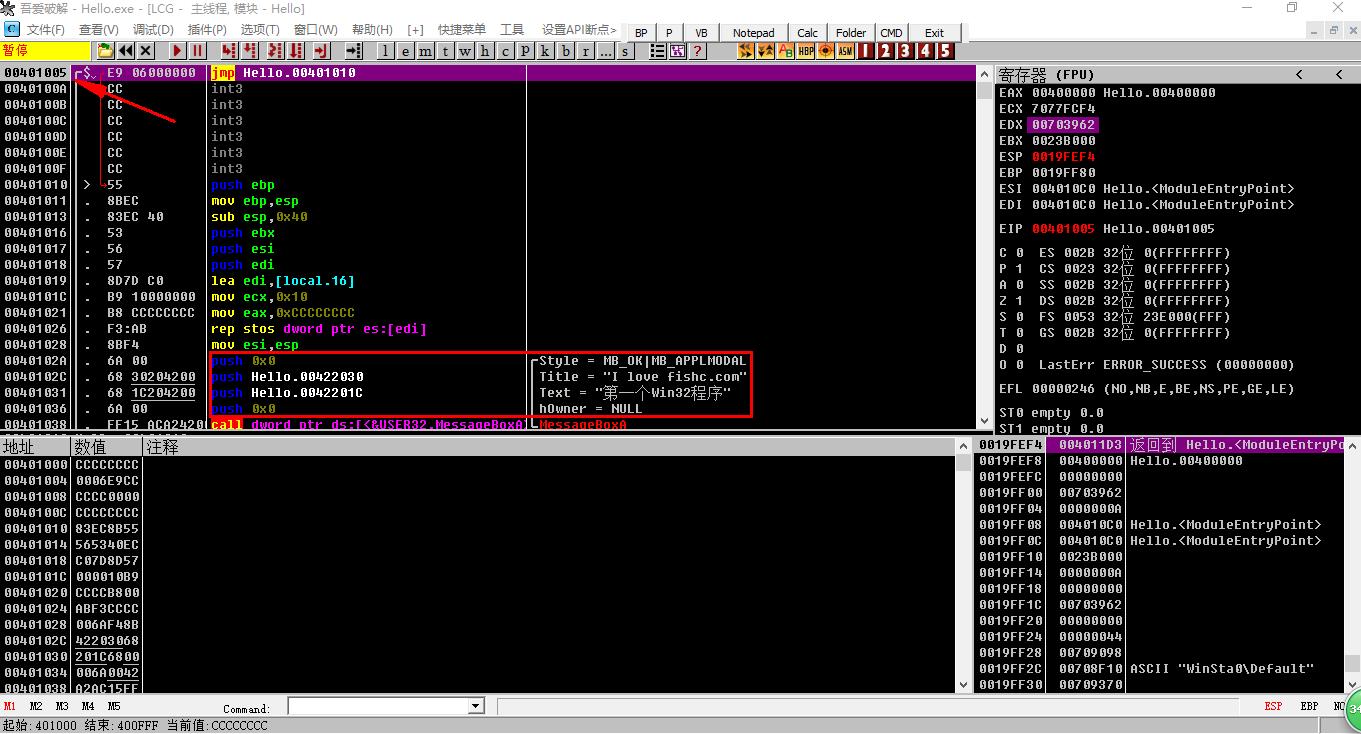 吾爱破解 - Hello.exe - [LCG - 主线程, 模块 - Hello]
文件(F) 查看(V) 调试(D) 插件(P) 选项(T) 窗口(W) 帮助(H) [+] 快捷菜单 工具 设置API断点> BP P VB Notepad Calc Folder CMD Exit
暂停 l e m t w h c p k b r ... s ? HBP ASM 1 2 3 4 5
00401005 $ E9 06000000 jmp Hello.00401010
0040100A CC int3
0040100B CC int3
0040100C CC int3
0040100D CC int3
0040100E CC int3
0040100F CC int3
00401010 > 55 push ebp
00401011 . 8BEC mov ebp,esp
00401013 . 83EC 40 sub esp,0x40
00401016 . 53 push ebx
00401017 . 56 push esi
00401018 . 57 push edi
00401019 . 8D7D C0 lea edi,[local.16]
0040101C . B9 10000000 mov ecx,0x10
00401021 . B8 CCCCCCCC mov eax,0xCCCCCCCC
00401026 . F3:AB rep stos dword ptr es:[edi]
00401028 . 8BF4 mov esi,esp
0040102A . 6A 00 push 0x0 Style = MB_OK|MB_APPLMODAL
0040102C . 68 30204200 push Hello.00422030 Title = "I love fishc.com"
00401031 . 68 1C204200 push Hello.0042201C Text = "第一个Win32程序"
00401036 . 6A 00 push 0x0 hOwner = NULL
00401038 . FF15 ACA24200 call dword ptr ds:[<&USER32.MessageBoxA MessageBoxA
寄存器 (FPU) < <
EAX 00400000 Hello.00400000
ECX 7077FCF4
EDX 00703962
EBX 0023B000
ESP 0019FEF4
EBP 0019FF80
ESI 004010C0 Hello.<ModuleEntryPoint>
EDI 004010C0 Hello.<ModuleEntryPoint>
EIP 00401005 Hello.00401005
C 0 ES 002B 32位 0(FFFFFFFF)
P 1 CS 0023 32位 0(FFFFFFFF)
A 0 SS 002B 32位 0(FFFFFFFF)
Z 1 DS 002B 32位 0(FFFFFFFF)
S 0 FS 0053 32位 23E000(FFF)
T 0 GS 002B 32位 0(FFFFFFFF)
D 0
O 0 LastErr ERROR_SUCCESS (00000000)
EFL 00000246 (NO,NB,E,BE,NS,PE,GE,LE)
ST0 empty 0.0
ST1 empty 0.0
地址 数值 注释
00401000 CCCCCCCC
00401004 0006E9CC
00401008 CCCC0000
0040100C CCCCCCCC
00401010 83EC8B55
00401014 565340EC
00401018 C07D8D57
0040101C 000010B9
00401020 CCCCB800
00401024 ABF3CCCC
00401028 006AF48B
0040102C 42203068
00401030 201C6800
00401034 006A0042
00401038 A2AC15FF
0019FEF4 004011D3 返回到 Hello.<ModuleEntryPo
0019FEF8 00400000 Hello.00400000
0019FEFC 00000000
0019FF00 00703962
0019FF04 0000000A
0019FF08 004010C0 Hello.<ModuleEntryPoint>
0019FF0C 004010C0 Hello.<ModuleEntryPoint>
0019FF10 0023B000
0019FF14 0000000A
0019FF18 00000000
0019FF1C 00703962
0019FF20 00000000
0019FF24 00000044
0019FF28 00709098
0019FF2C 00708F10 ASCII "WinSta0\Default"
0019FF30 00709370
M1 M2 M3 M4 M5 Command: ESP EBP NO 34
起始: 401000 结束: 400FFF 当前值: CCCCCCCC